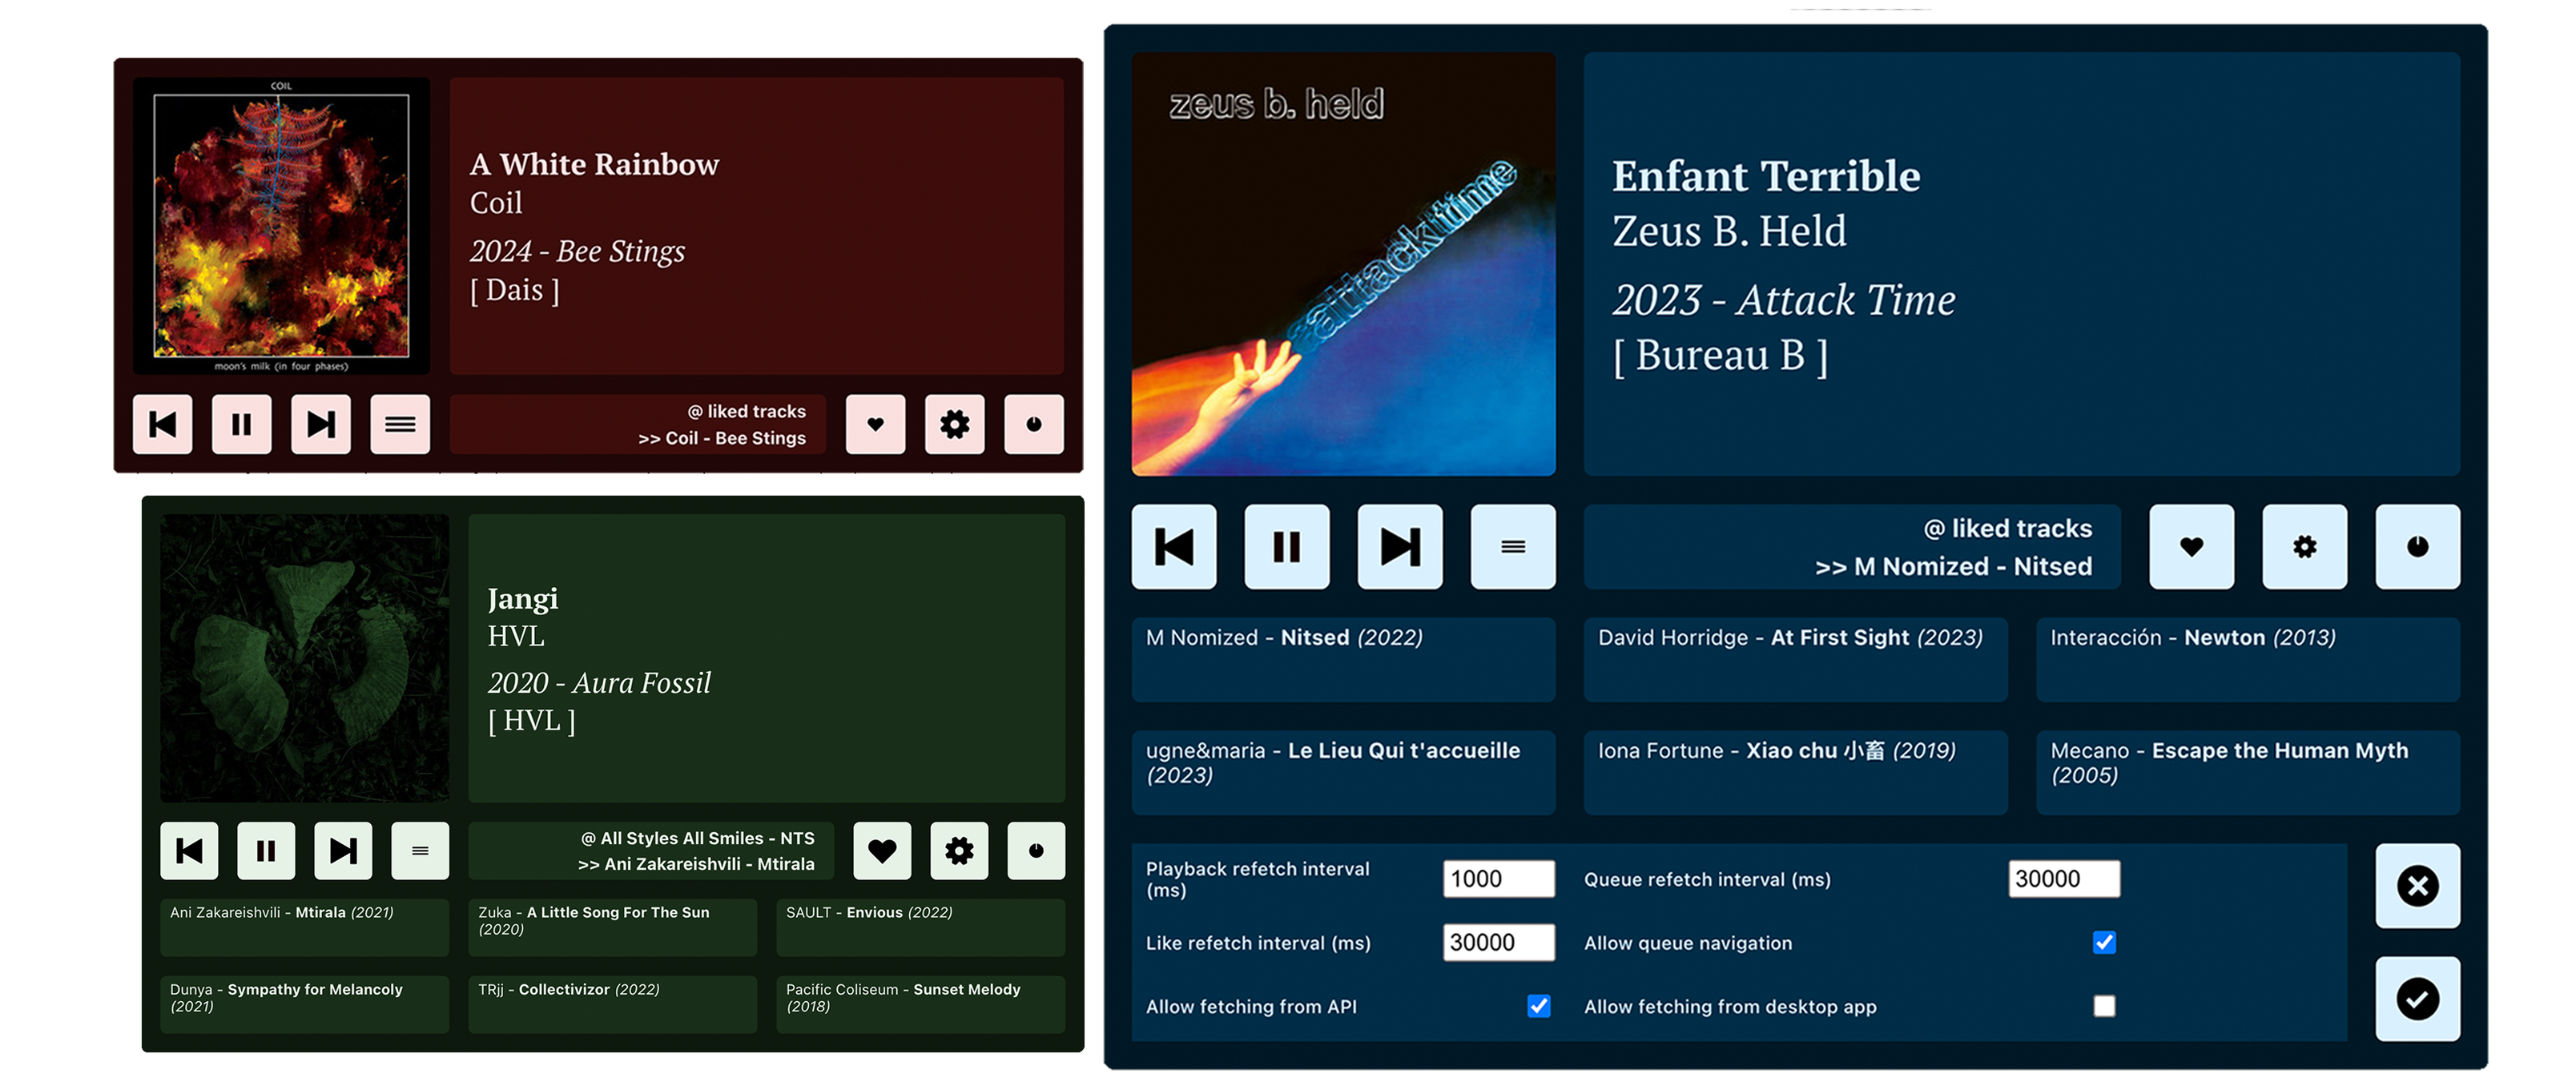 COIL
moon's milk (in four phases)
A White Rainbow
Coil
2024 - Bee Stings
[ Dais ]
@ liked tracks
>> Coil - Bee Stings
Jangi
HVL
2020 - Aura Fossil
[ HVL ]
@ All Styles All Smiles - NTS
>> Ani Zakareishvili - Mtirala
Ani Zakareishvili - Mtirala (2021)
Zuka - A Little Song For The Sun
(2020)
SAULT - Envious (2022)
Dunya - Sympathy for Melancoly
(2021)
TRjj - Collectivizor (2022)
Pacific Coliseum - Sunset Melody
(2018)
zeus b. held
attack time
Enfant Terrible
Zeus B. Held
2023 - Attack Time
[ Bureau B ]
@ liked tracks
>> M Nomized - Nitsed
M Nomized - Nitsed (2022)
David Horridge - At First Sight (2023)
Interacción - Newton (2013)
ugne&maria - Le Lieu Qui t'accueille
(2023)
Iona Fortune - Xiao chu 小畜 (2019)
Mecano - Escape the Human Myth
(2005)
Playback refetch interval
(ms)
1000
Queue refetch interval (ms)
30000
Like refetch interval (ms)
30000
Allow queue navigation
Allow fetching from API
Allow fetching from desktop app